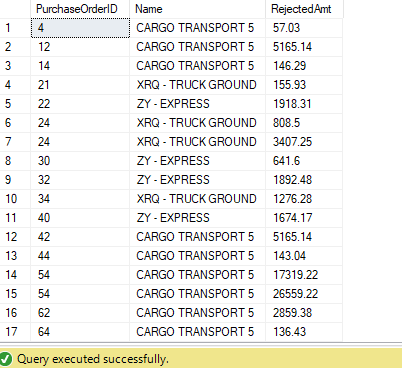 PurchaseOrderID Name RejectedAmt
1 4 CARGO TRANSPORT 5 57.03
2 12 CARGO TRANSPORT 5 5165.14
3 14 CARGO TRANSPORT 5 146.29
4 21 XRQ - TRUCK GROUND 155.93
5 22 ZY - EXPRESS 1918.31
6 24 XRQ - TRUCK GROUND 808.5
7 24 XRQ - TRUCK GROUND 3407.25
8 30 ZY - EXPRESS 641.6
9 32 ZY - EXPRESS 1892.48
10 34 XRQ - TRUCK GROUND 1276.28
11 40 ZY - EXPRESS 1674.17
12 42 CARGO TRANSPORT 5 5165.14
13 44 CARGO TRANSPORT 5 143.04
14 54 CARGO TRANSPORT 5 17319.22
15 54 CARGO TRANSPORT 5 26559.22
16 62 CARGO TRANSPORT 5 2859.38
17 64 CARGO TRANSPORT 5 136.43
Query executed successfully.